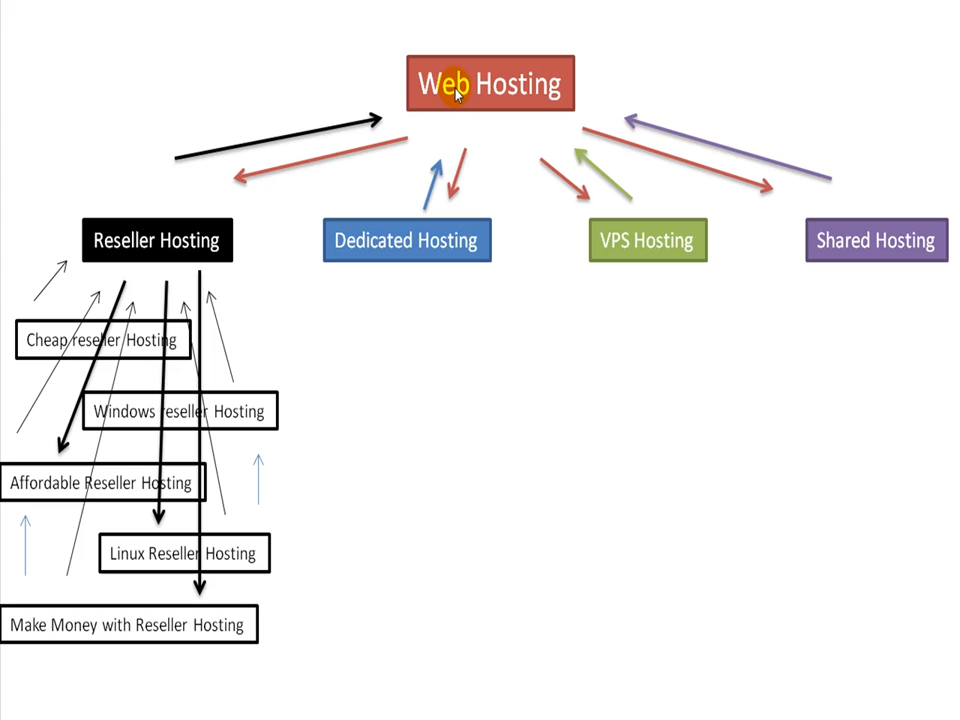 Web Hosting
Reseller Hosting
Dedicated Hosting
VPS Hosting
Shared Hosting
Cheap reseller Hosting
Windows reseller Hosting
Affordable Reseller Hosting
Linux Reseller Hosting
Make Money with Reseller Hosting